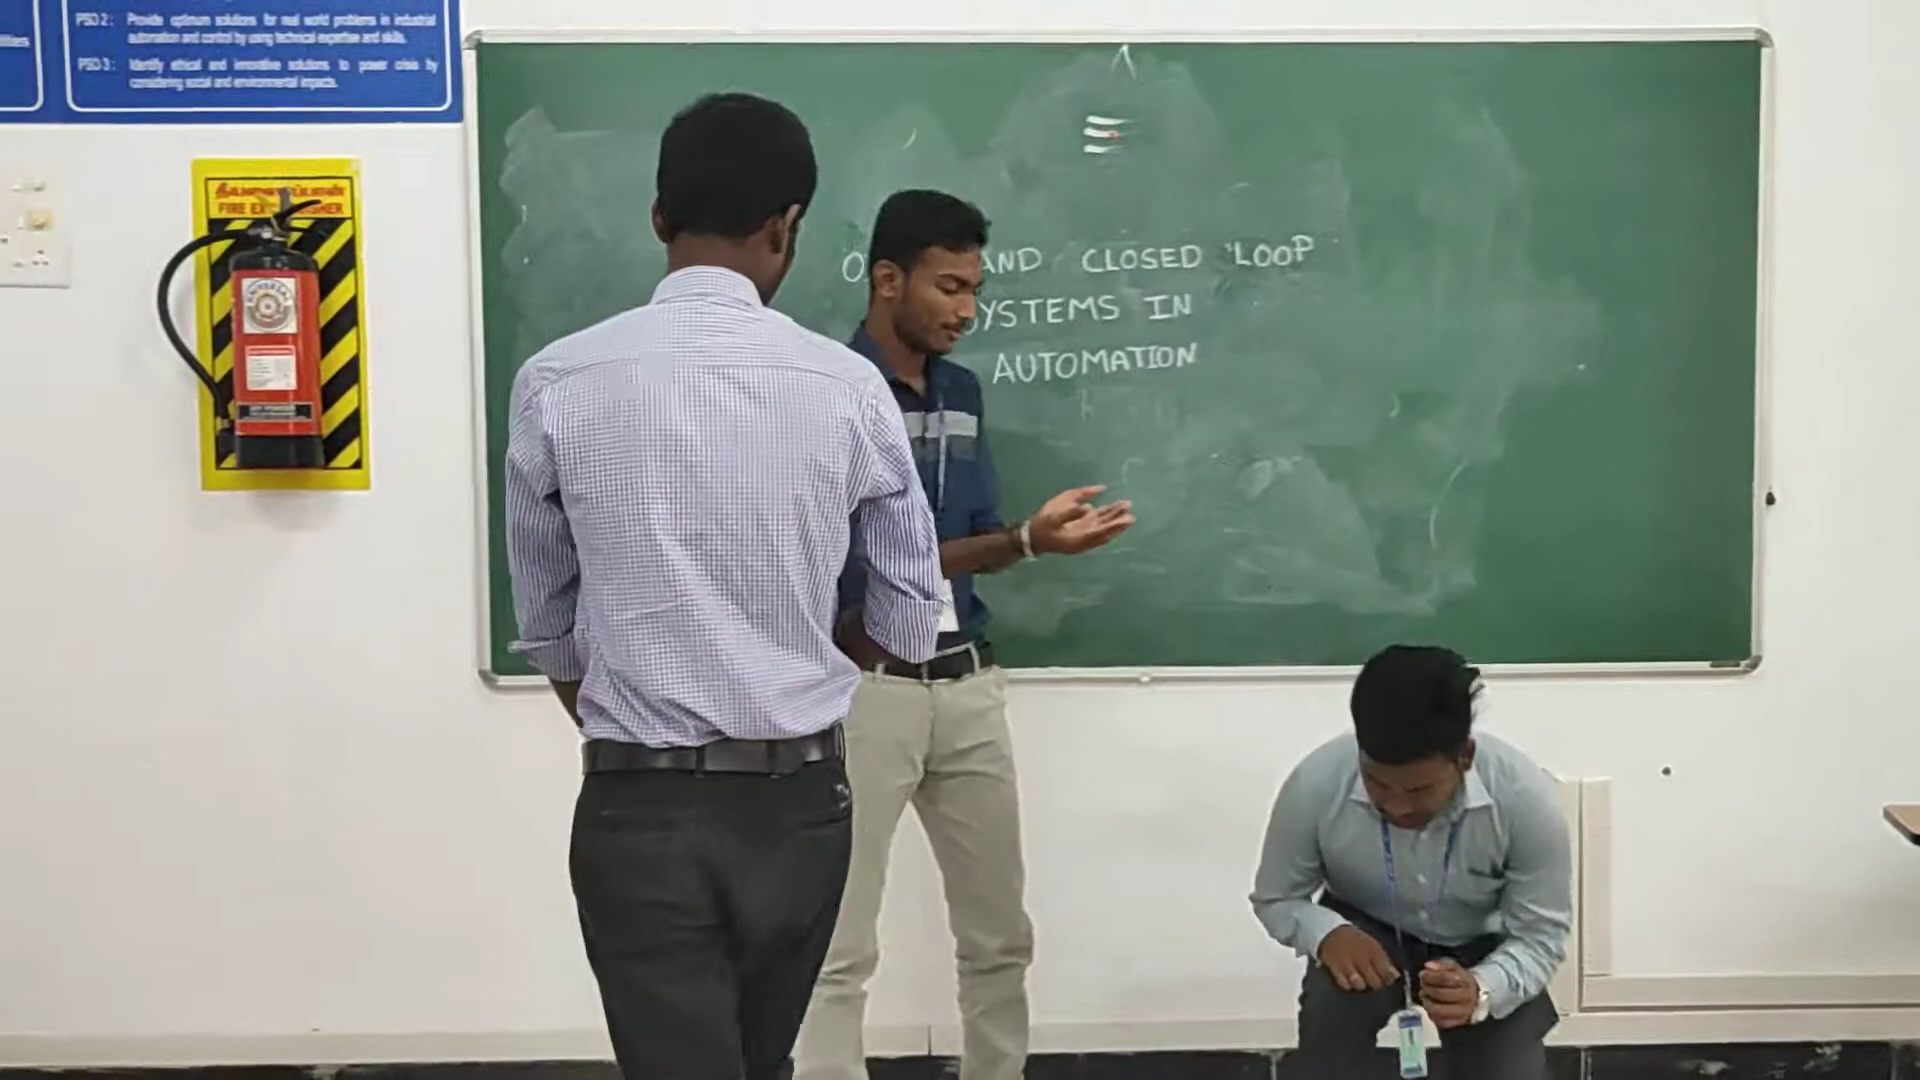 PSO 2 : Provide optimum solutions for real world problems in industrial
automation and control by using technical expertise and skills.
PSO 3 : Identify ethical and innovative solutions to power crisis by
considering social and environmental impacts.
FIRE
UNIVERSAL
AND CLOSED LOOP
SYSTEMS IN
AUTOMATION